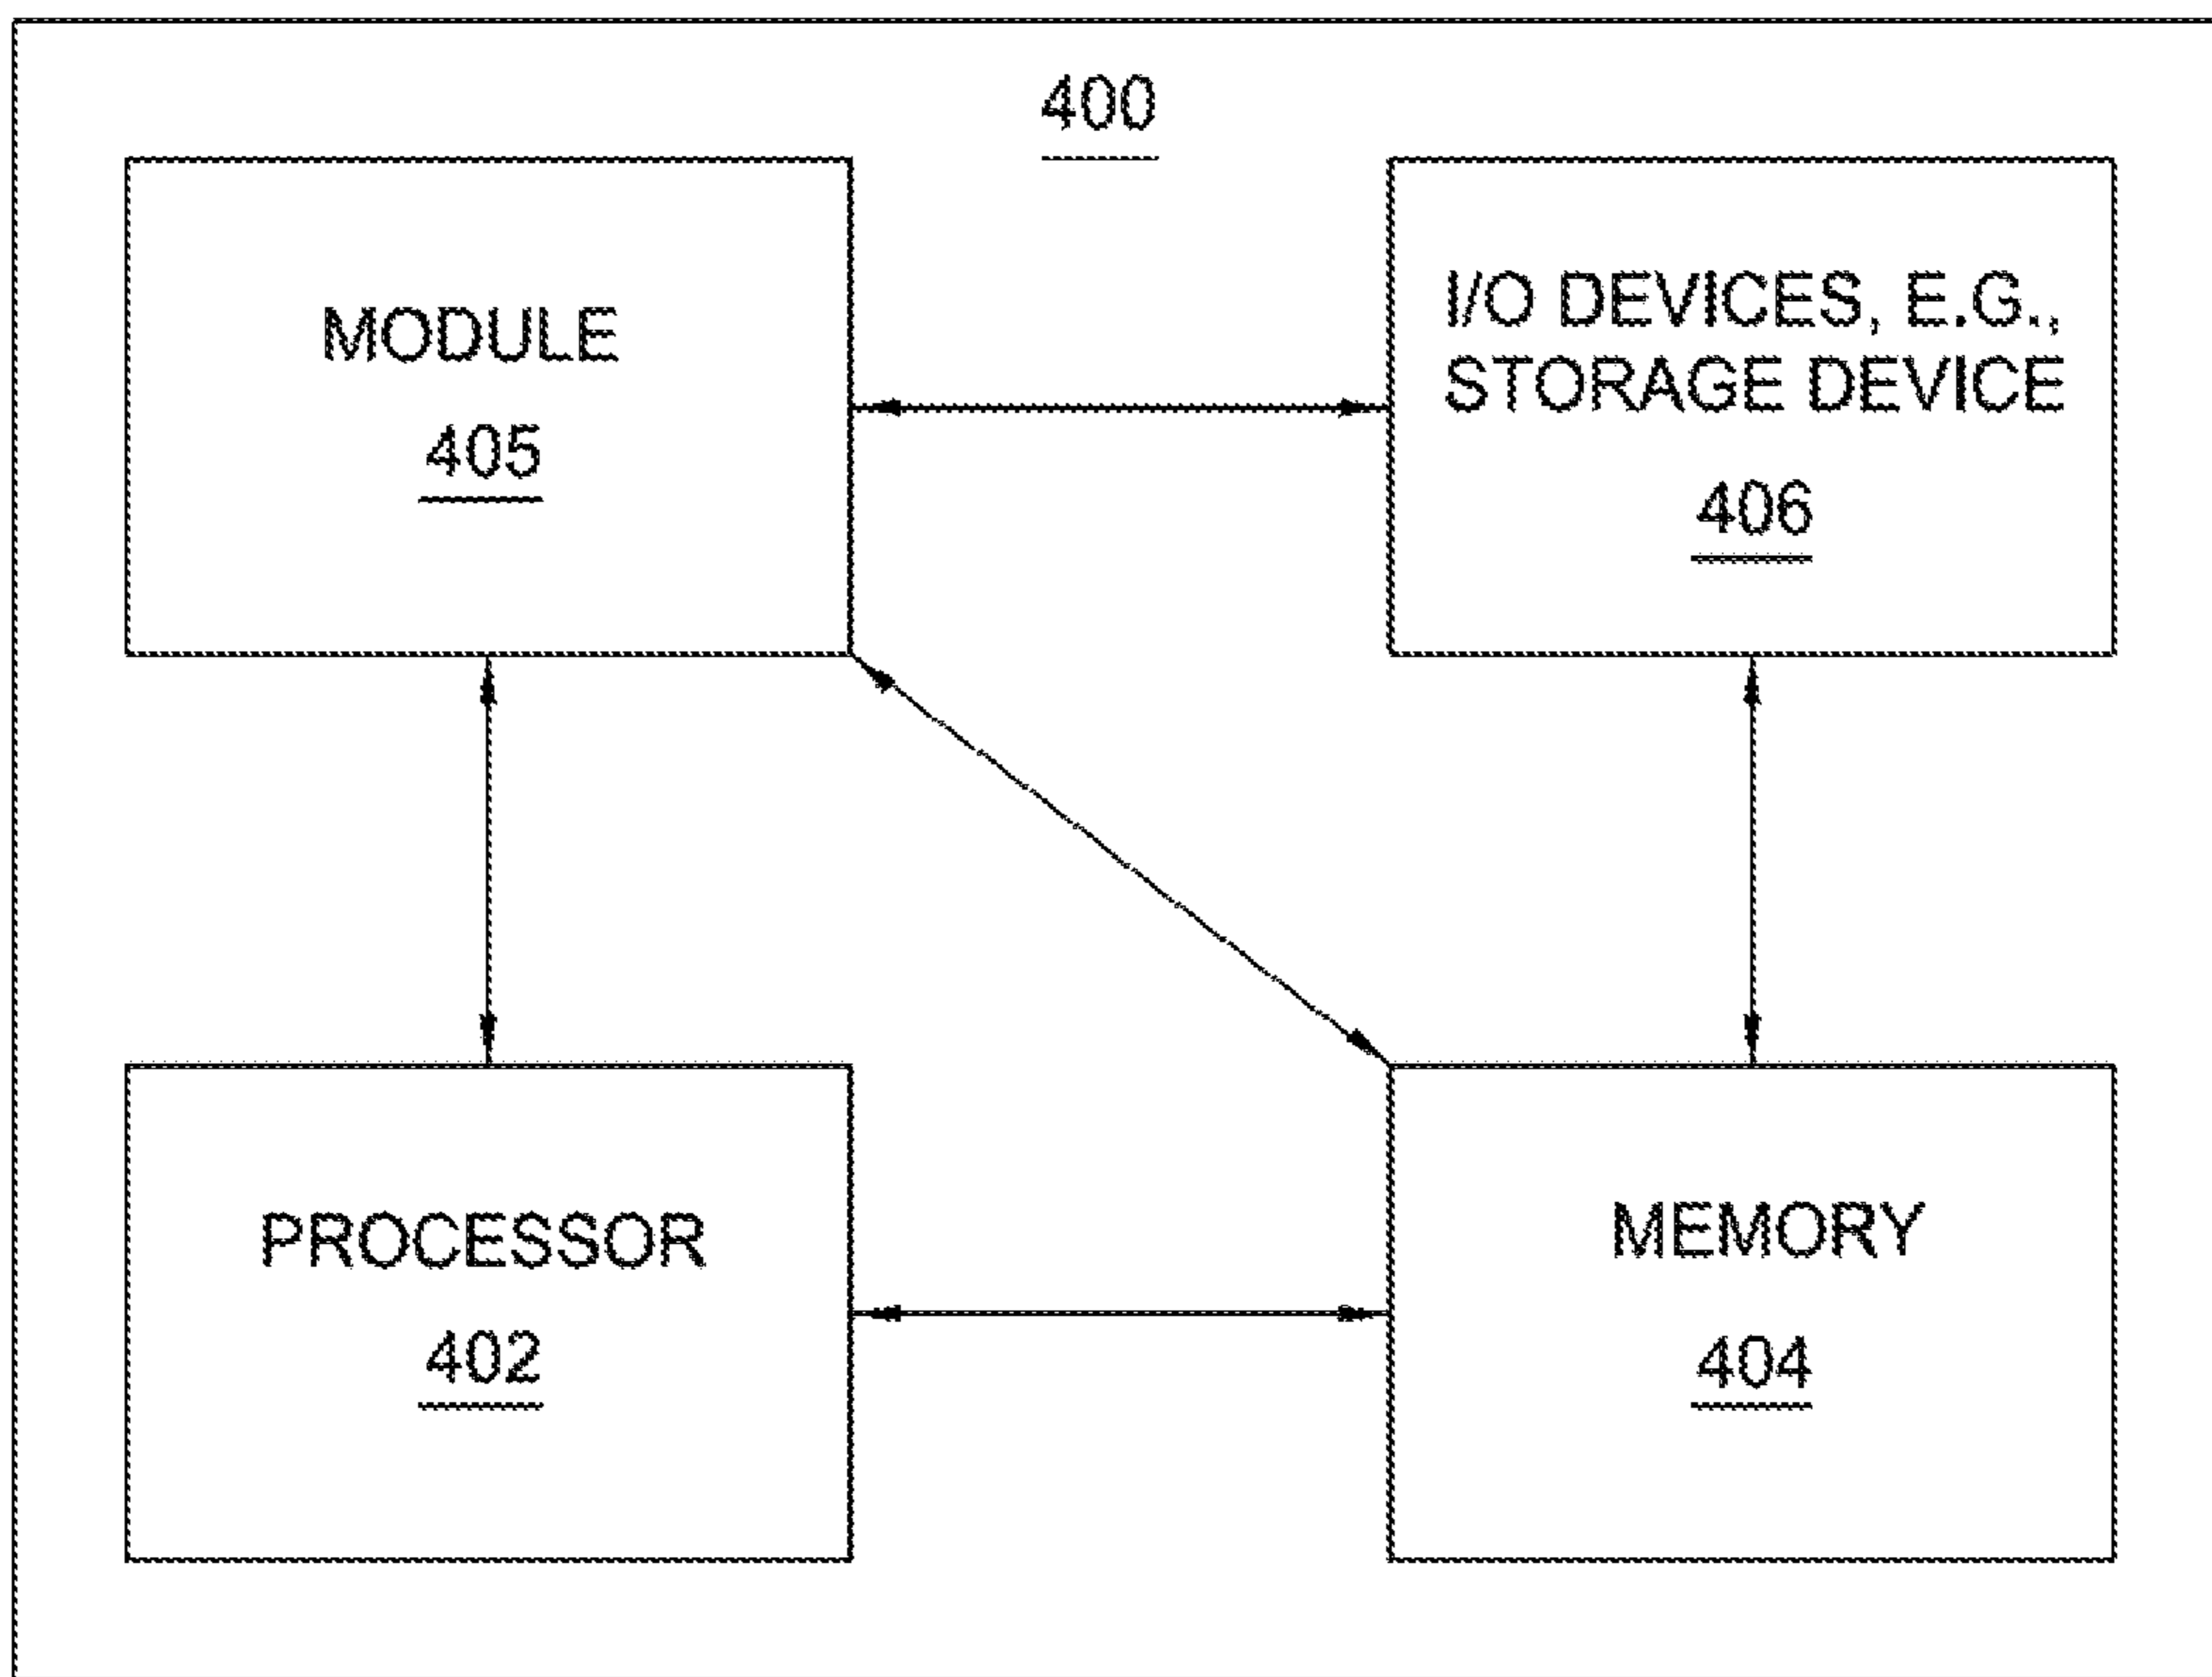 400
MODULE
405
I/O DEVICES, E.G.,
STORAGE DEVICE
406
PROCESSOR
402
MEMORY
404